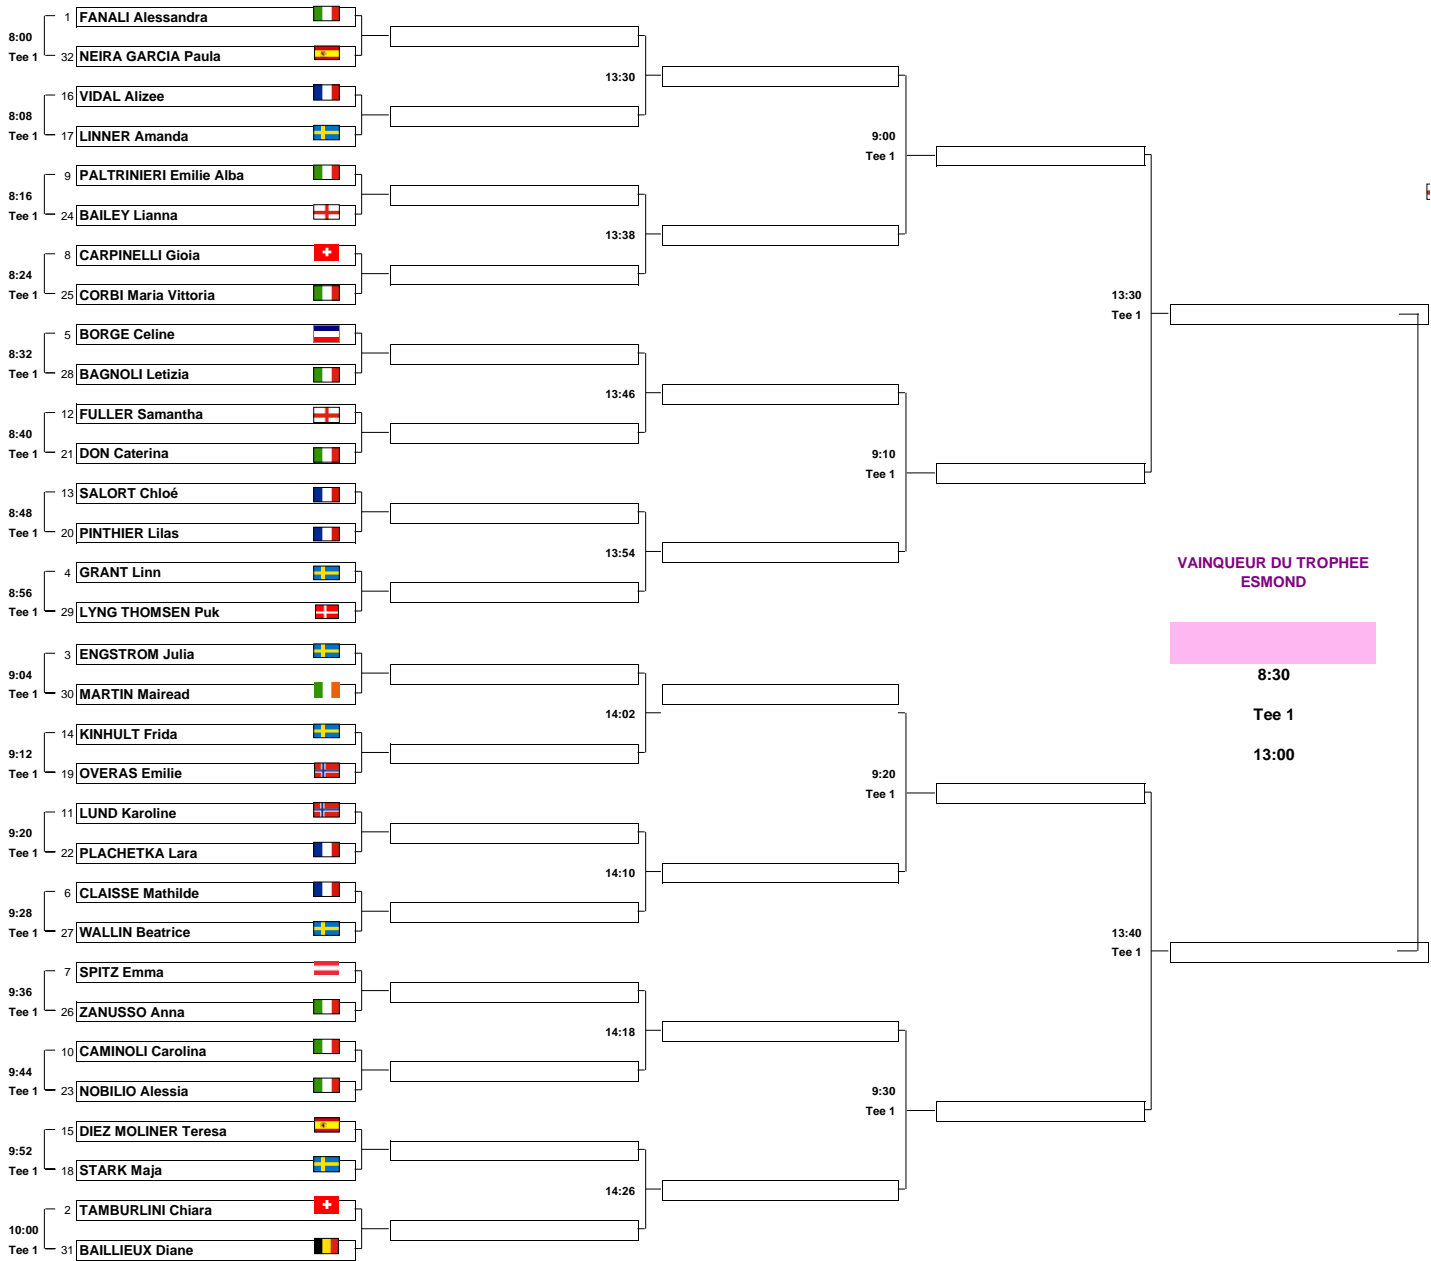 1 FANALI Alessandra
8:00
Tee 1 32 NEIRA GARCIA Paula
16 VIDAL Alizee
8:08
Tee 1 17 LINNER Amanda
9 PALTRINIERI Emilie Alba
8:16
Tee 1 24 BAILEY Lianna
8 CARPINELLI Gioia
8:24
Tee 1 25 CORBI Maria Vittoria
5 BORGE Celine
8:32
Tee 1 28 BAGNOLI Letizia
12 FULLER Samantha
8:40
Tee 1 21 DON Caterina
13 SALORT Chloé
8:48
Tee 1 20 PINTHIER Lilas
4 GRANT Linn
8:56
Tee 1 29 LYNG THOMSEN Puk
3 ENGSTROM Julia
9:04
Tee 1 30 MARTIN Mairead
14 KINHULT Frida
9:12
Tee 1 19 OVERAS Emilie
11 LUND Karoline
9:20
Tee 1 22 PLACHETKA Lara
6 CLAISSE Mathilde
9:28
Tee 1 27 WALLIN Beatrice
7 SPITZ Emma
9:36
Tee 1 26 ZANUSSO Anna
10 CAMINOLI Carolina
9:44
Tee 1 23 NOBILIO Alessia
15 DIEZ MOLINER Teresa
9:52
Tee 1 18 STARK Maja
2 TAMBURLINI Chiara
10:00
Tee 1 31 BAILLIEUX Diane
13:30
13:38
13:46
13:54
14:02
14:10
14:18
14:26
9:00
Tee 1
9:10
Tee 1
9:20
Tee 1
9:30
Tee 1
13:30
Tee 1
13:40
Tee 1
VAINQUEUR DU TROPHEE
ESMOND
8:30
Tee 1
13:00